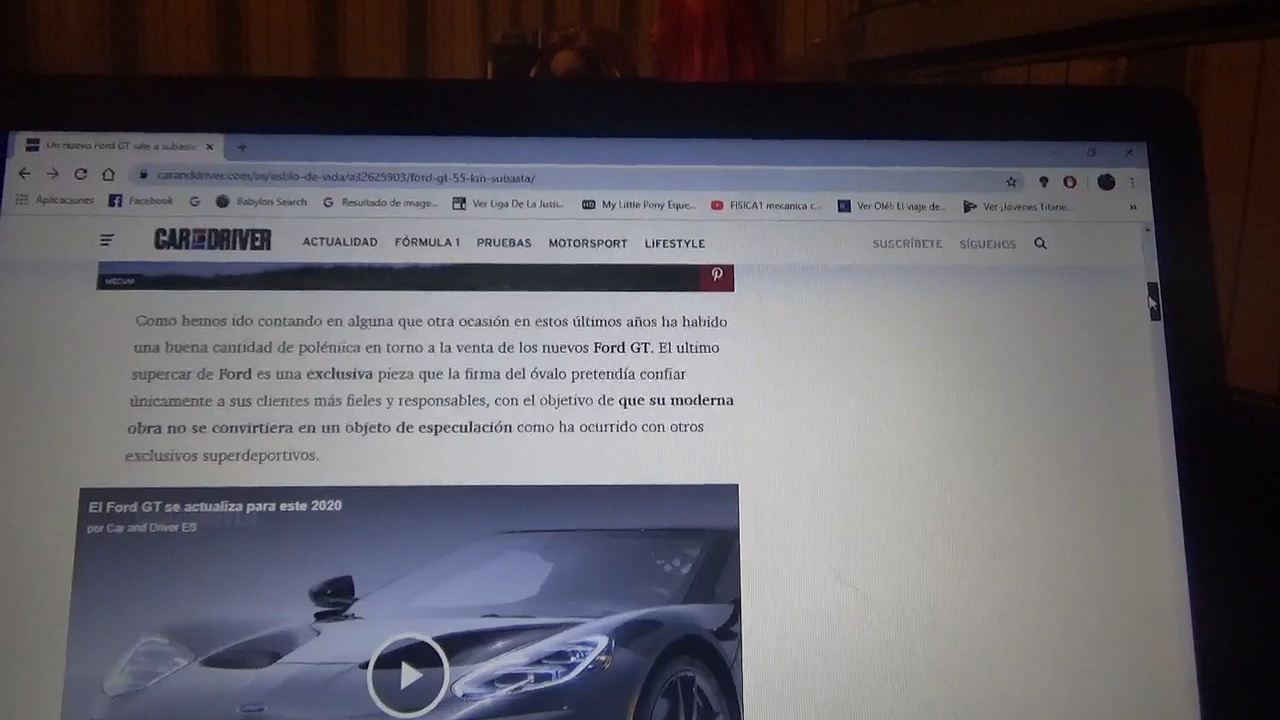 Un nuevo Ford GT sale a subasta
caranddriver.com/es/estilo-de-vida/a32625903/ford-gt-55-km-subasta/
Aplicaciones Facebook Babylon Search Resultado de image... Ver Liga De La Justi... My Little Pony Eque... FISICA1 mecanica c... Ver Olé!: El viaje de... Ver ¡Jóvenes Titane... »
CAR DRIVER ACTUALIDAD FÓRMULA 1 PRUEBAS MOTORSPORT LIFESTYLE SUSCRÍBETE SÍGUENOS
MECUM
Como hemos ido contando en alguna que otra ocasión en estos últimos años ha habido
una buena cantidad de polémica en torno a la venta de los nuevos Ford GT. El ultimo
supercar de Ford es una exclusiva pieza que la firma del óvalo pretendía confiar
únicamente a sus clientes más fieles y responsables, con el objetivo de que su moderna
obra no se convirtiera en un objeto de especulación como ha ocurrido con otros
exclusivos superdeportivos.
El Ford GT se actualiza para este 2020
por Car and Driver ES